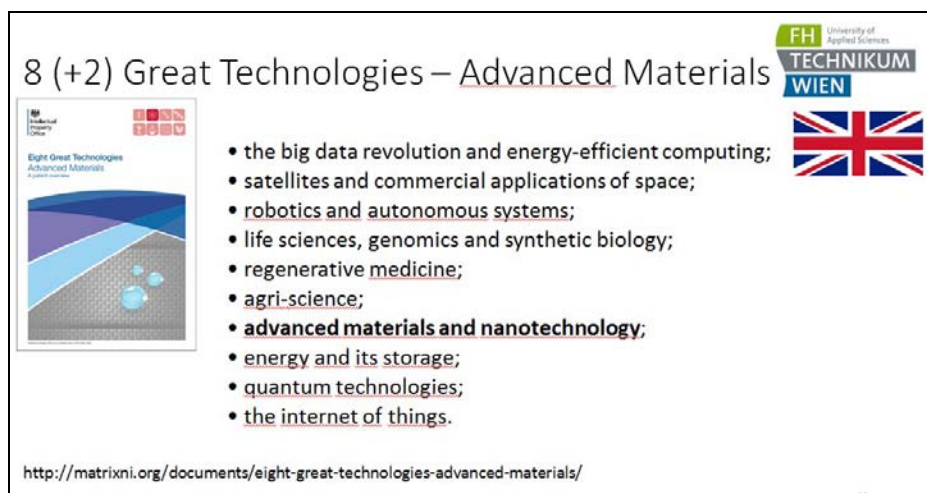 8 (+2) Great Technologies – Advanced Materials
FH University of Applied Sciences
TECHNIKUM
WIEN
Intellectual
Property
Office
Eight Great Technologies
Advanced Materials
A patent overview
• the big data revolution and energy-efficient computing;
• satellites and commercial applications of space;
• robotics and autonomous systems;
• life sciences, genomics and synthetic biology;
• regenerative medicine;
• agri-science;
• advanced materials and nanotechnology;
• energy and its storage;
• quantum technologies;
• the internet of things.
http://matrixni.org/documents/eight-great-technologies-advanced-materials/